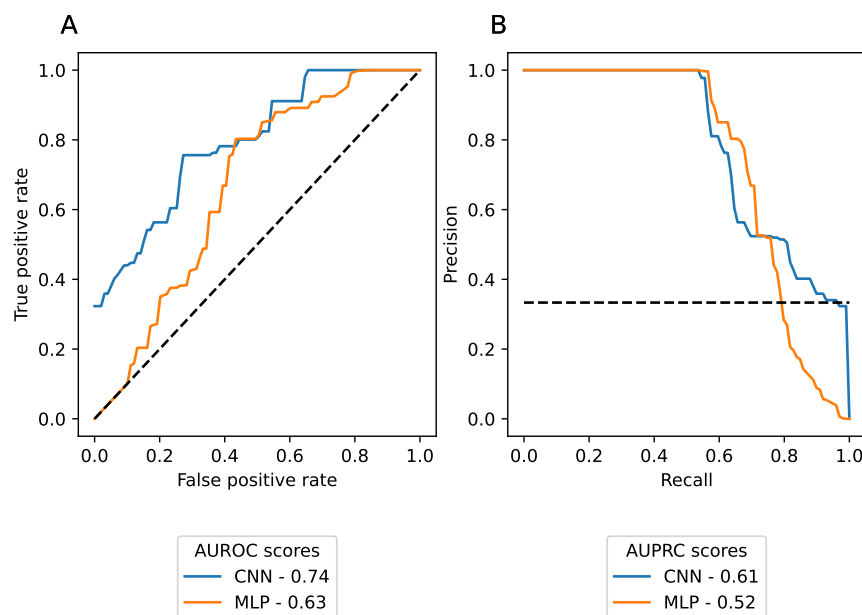 A
B
1.0
0.8
0.6
0.4
0.2
0.0
True positive rate
0.0 0.2 0.4 0.6 0.8 1.0
False positive rate
1.0
0.8
0.6
0.4
0.2
0.0
Precision
0.0 0.2 0.4 0.6 0.8 1.0
Recall
AUROC scores
CNN - 0.74
MLP - 0.63
AUPRC scores
CNN - 0.61
MLP - 0.52